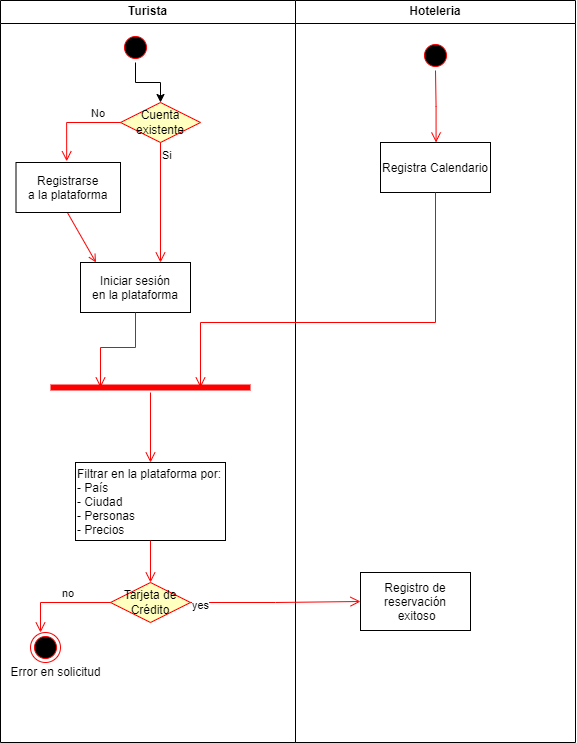 Turista
Hoteleria
Cuenta
existente
No
Si
Registrarse
a la plataforma
Registra Calendario
Iniciar sesión
en la plataforma
Filtrar en la plataforma por:
- País
- Ciudad
- Personas
- Precios
Tarjeta de
Crédito
no
yes
Registro de
reservación
exitoso
Error en solicitud